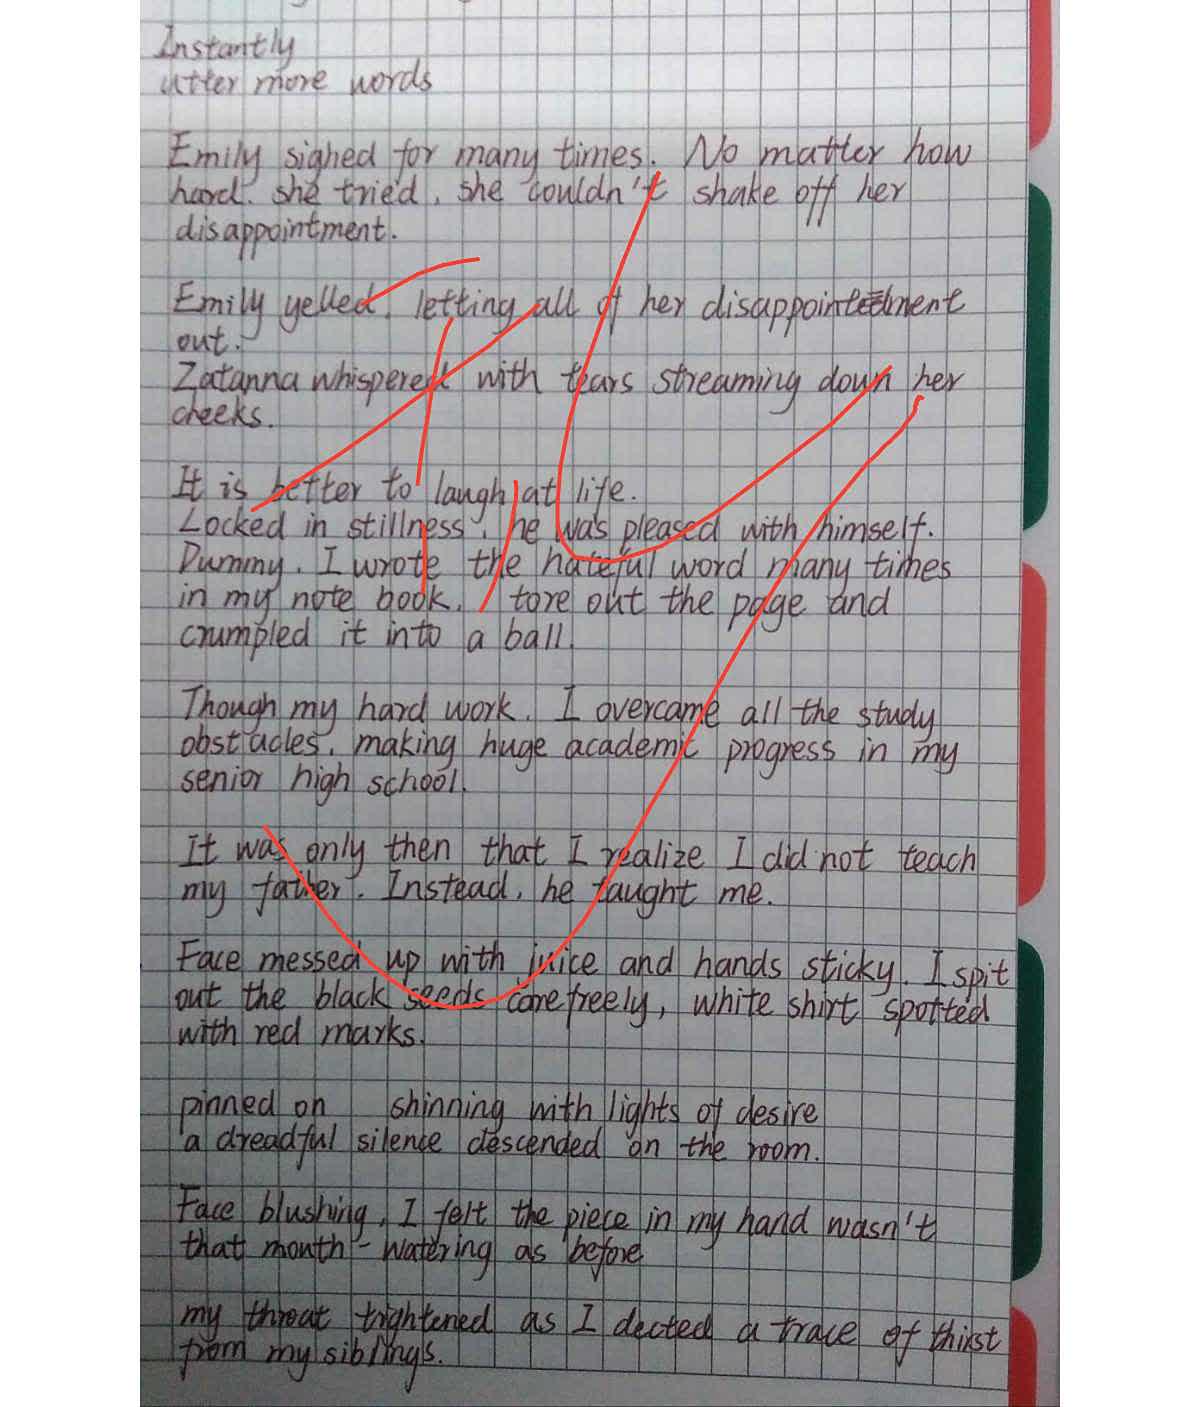 Instantly
utter more words
Emily sighed for many times. No matter how
hard. she tried, she couldn't shake off her
disappointment.
Emily yelled, letting all of her disappointment
out.
Zatanna whispered with tears streaming down her
cheeks.
It is better to laugh at life.
Locked in stillness, he was pleased with himself.
Dummy. I wrote the hateful word many times
in my note book. tore out the page and
crumpled it into a ball.
Though my hard work. I overcame all the study
obstacles, making huge academic progress in my
senior high school.
It was only then that I realize I did not teach
my father. Instead, he taught me.
Face messed up with juice and hands sticky. I spit
out the black seeds carefreely, white shirt spotted
with red marks.
pinned on shinning with lights of desire
a dreadful silence descended on the room.
Face blushing, I felt the piece in my hand wasn't
that month-watering as before
my throat tightened as I dected a trace of thirst
from my siblings.